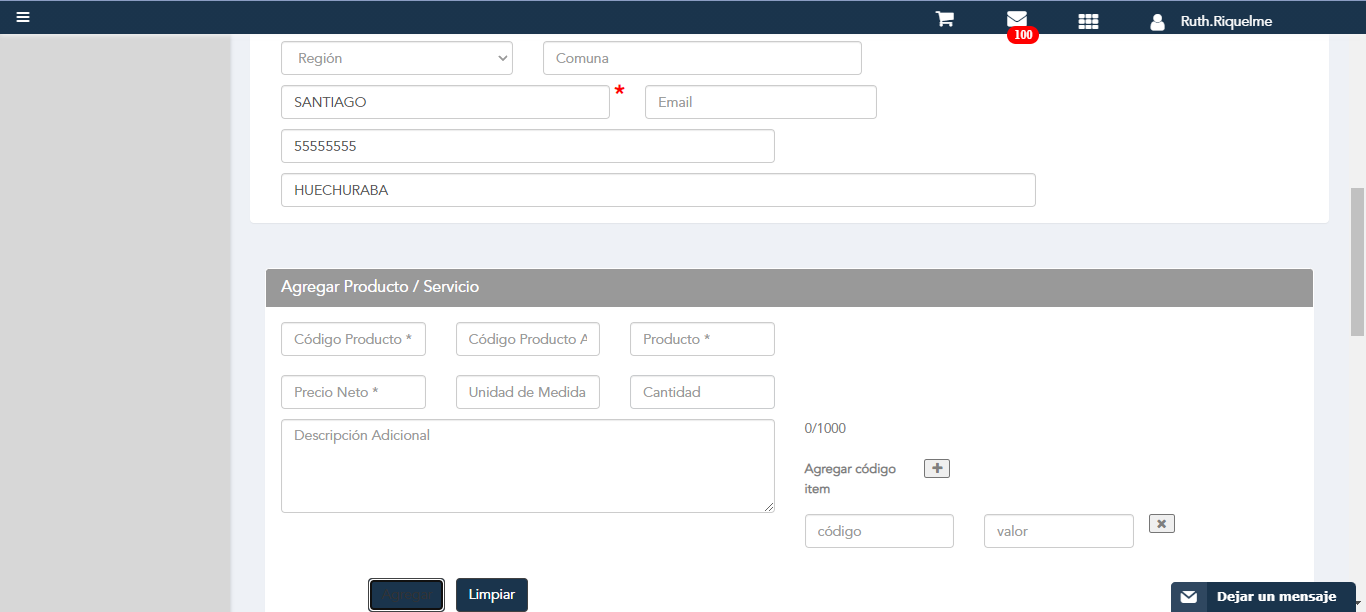 Ruth.Riquelme
100
Región
Comuna
SANTIAGO
*
Email
55555555
HUECHURABA
Agregar Producto / Servicio
Código Producto *
Código Producto A
Producto *
Precio Neto *
Unidad de Medida
Cantidad
Descripción Adicional
0/1000
Agregar código
item
código
valor
Agregar
Limpiar
Dejar un mensaje